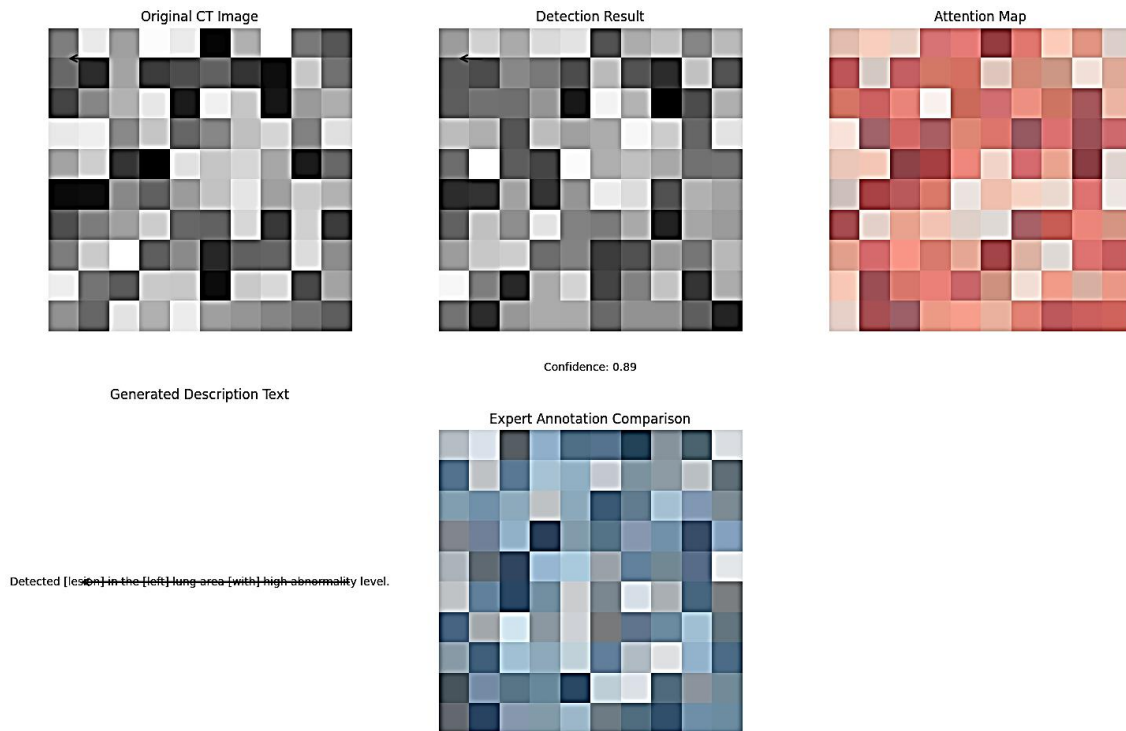 Original CT Image
Detection Result
Attention Map
Confidence: 0.89
Generated Description Text
Expert Annotation Comparison
Detected [lesion] in the [left] lung area [with] high abnormality level.